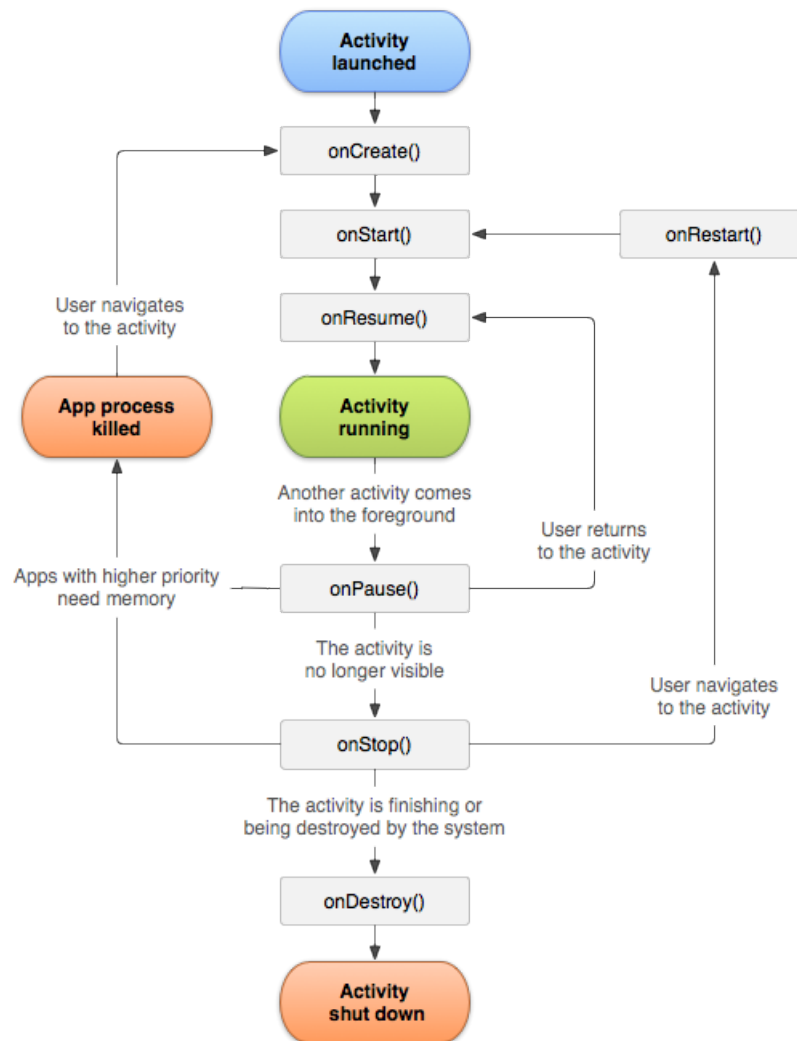 Activity
launched
onCreate()
onStart()
onRestart()
User navigates
to the activity
onResume()
App process
killed
Activity
running
Another activity comes
into the foreground
User returns
to the activity
Apps with higher priority
need memory
onPause()
The activity is
no longer visible
User navigates
to the activity
onStop()
The activity is finishing or
being destroyed by the system
onDestroy()
Activity
shut down